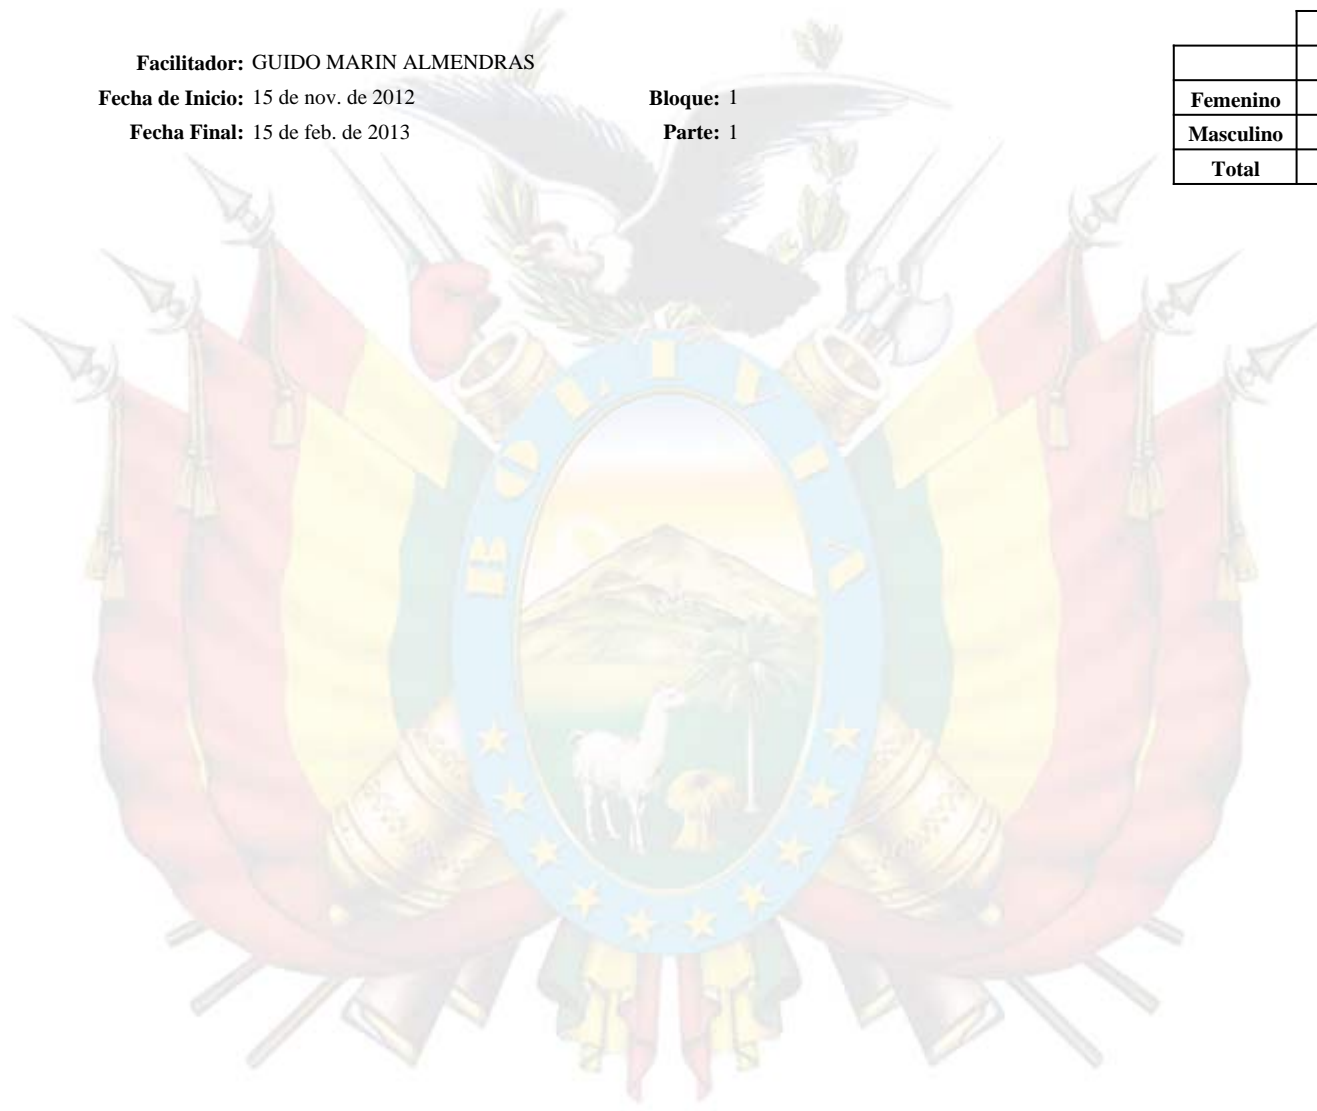 Facilitador: GUIDO MARIN ALMENDRAS
Fecha de Inicio: 15 de nov. de 2012
Bloque: 1
Fecha Final: 15 de feb. de 2013
Parte: 1
Femenino
Masculino
Total
BOLIVIA